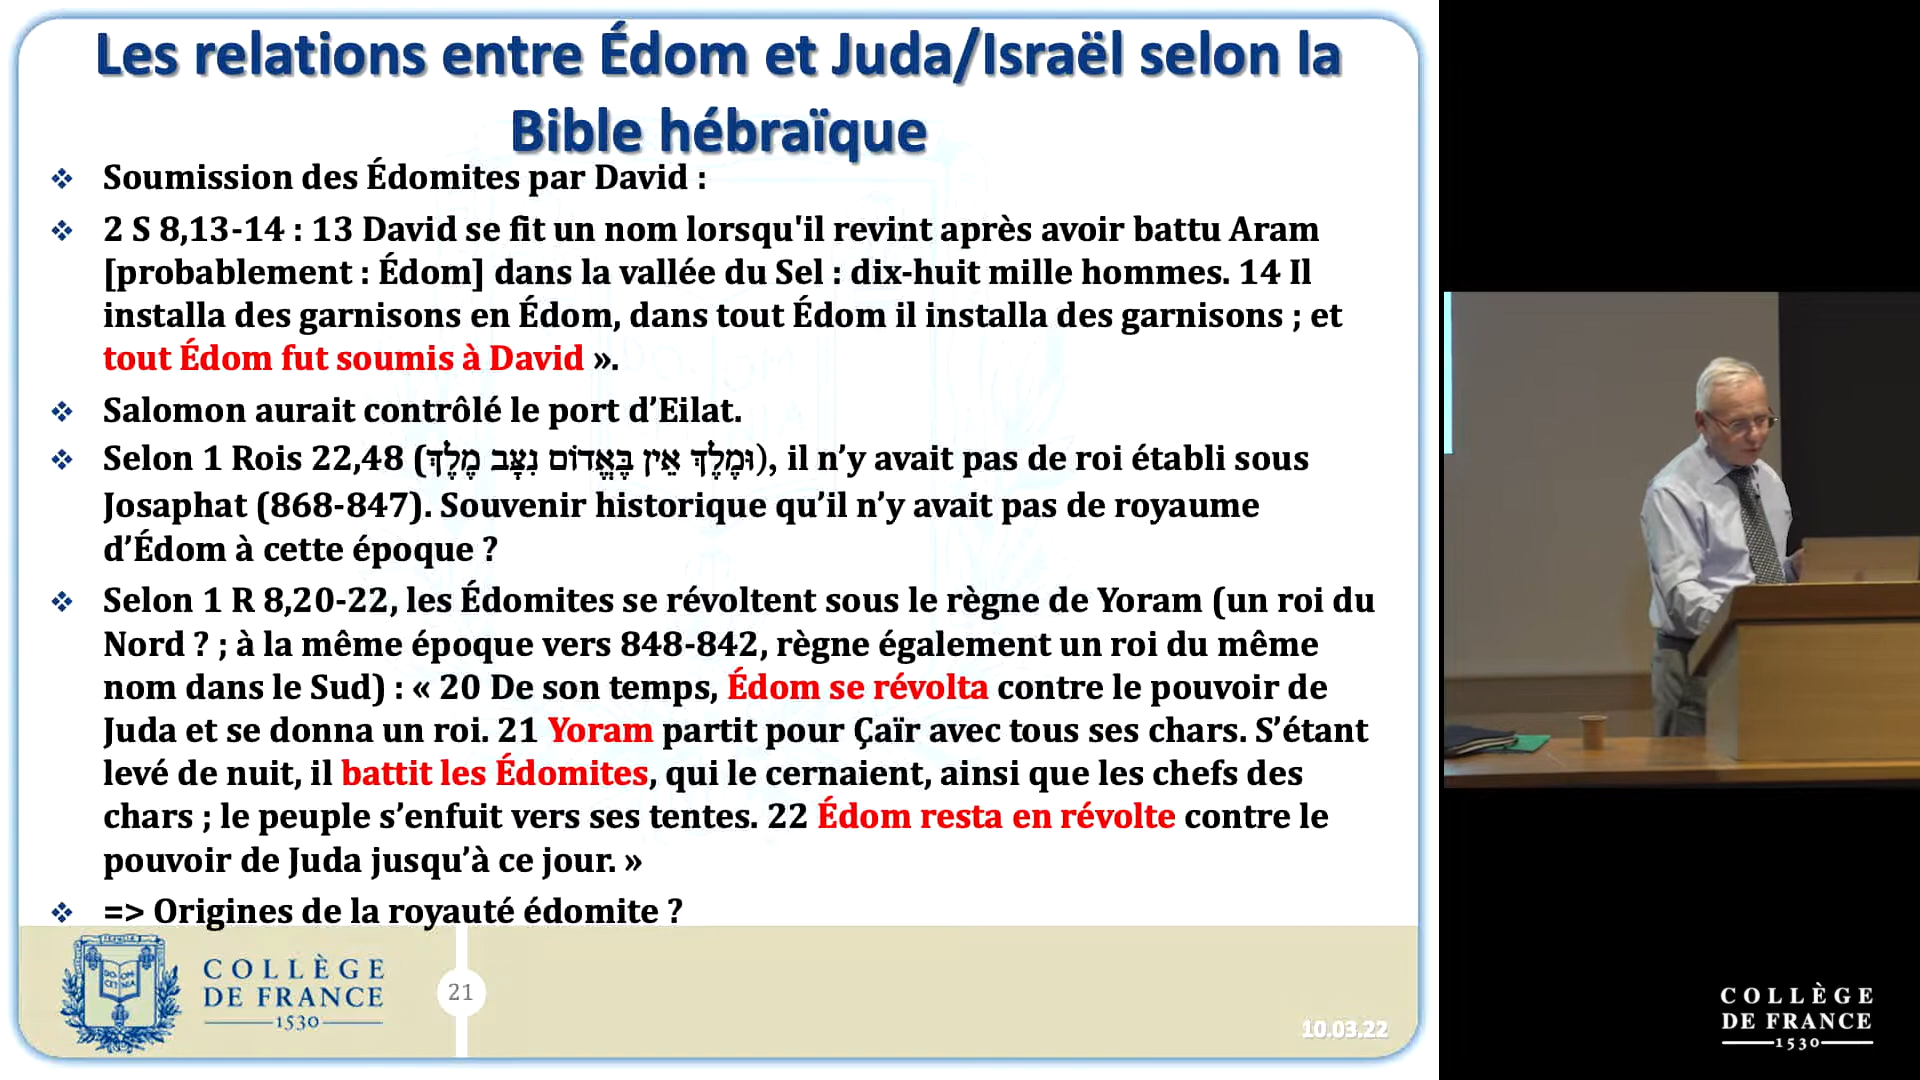 Les relations entre Édom et Juda/Israël selon la
Bible hébraïque
❖ Soumission des Édomites par David :
❖ 2 S 8,13-14 : 13 David se fit un nom lorsqu'il revint après avoir battu Aram
[probablement : Édom] dans la vallée du Sel : dix-huit mille hommes. 14 Il
installa des garnisons en Édom, dans tout Édom il installa des garnisons ; et
tout Édom fut soumis à David ».
❖ Salomon aurait contrôlé le port d’Eilat.
❖ Selon 1 Rois 22,48 (וּמֶלֶךְ אֵין בֶּאֱדוֹם נִצָּב מֶלֶךְ), il n’y avait pas de roi établi sous
Josaphat (868-847). Souvenir historique qu’il n’y avait pas de royaume
d’Édom à cette époque ?
❖ Selon 1 R 8,20-22, les Édomites se révoltent sous le règne de Yoram (un roi du
Nord ? ; à la même époque vers 848-842, règne également un roi du même
nom dans le Sud) : « 20 De son temps, Édom se révolta contre le pouvoir de
Juda et se donna un roi. 21 Yoram partit pour Çaïr avec tous ses chars. S’étant
levé de nuit, il battit les Édomites, qui le cernaient, ainsi que les chefs des
chars ; le peuple s’enfuit vers ses tentes. 22 Édom resta en révolte contre le
pouvoir de Juda jusqu’à ce jour. »
❖ => Origines de la royauté édomite ?
COLLÈGE
DE FRANCE
1530
21
10.03.22
COLLÈGE
DE FRANCE
1530